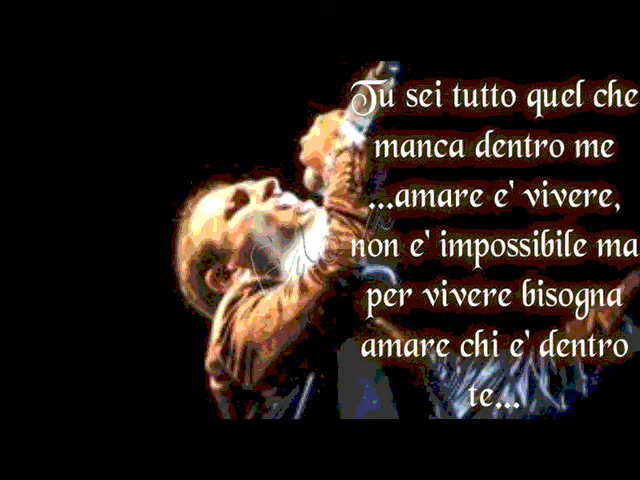 Tu sei tutto quel che
manca dentro me
...amare e' vivere,
non e' impossibile ma
per vivere bisogna
amare chi e' dentro
te...